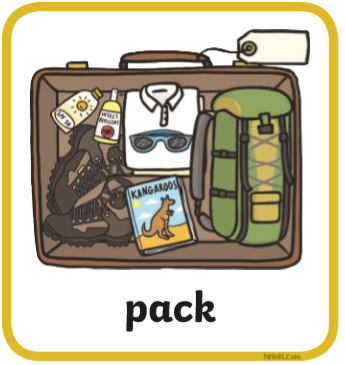 SPF 50
INSECT
REPELLENT
KANGAROOS
pack
twinkl.com